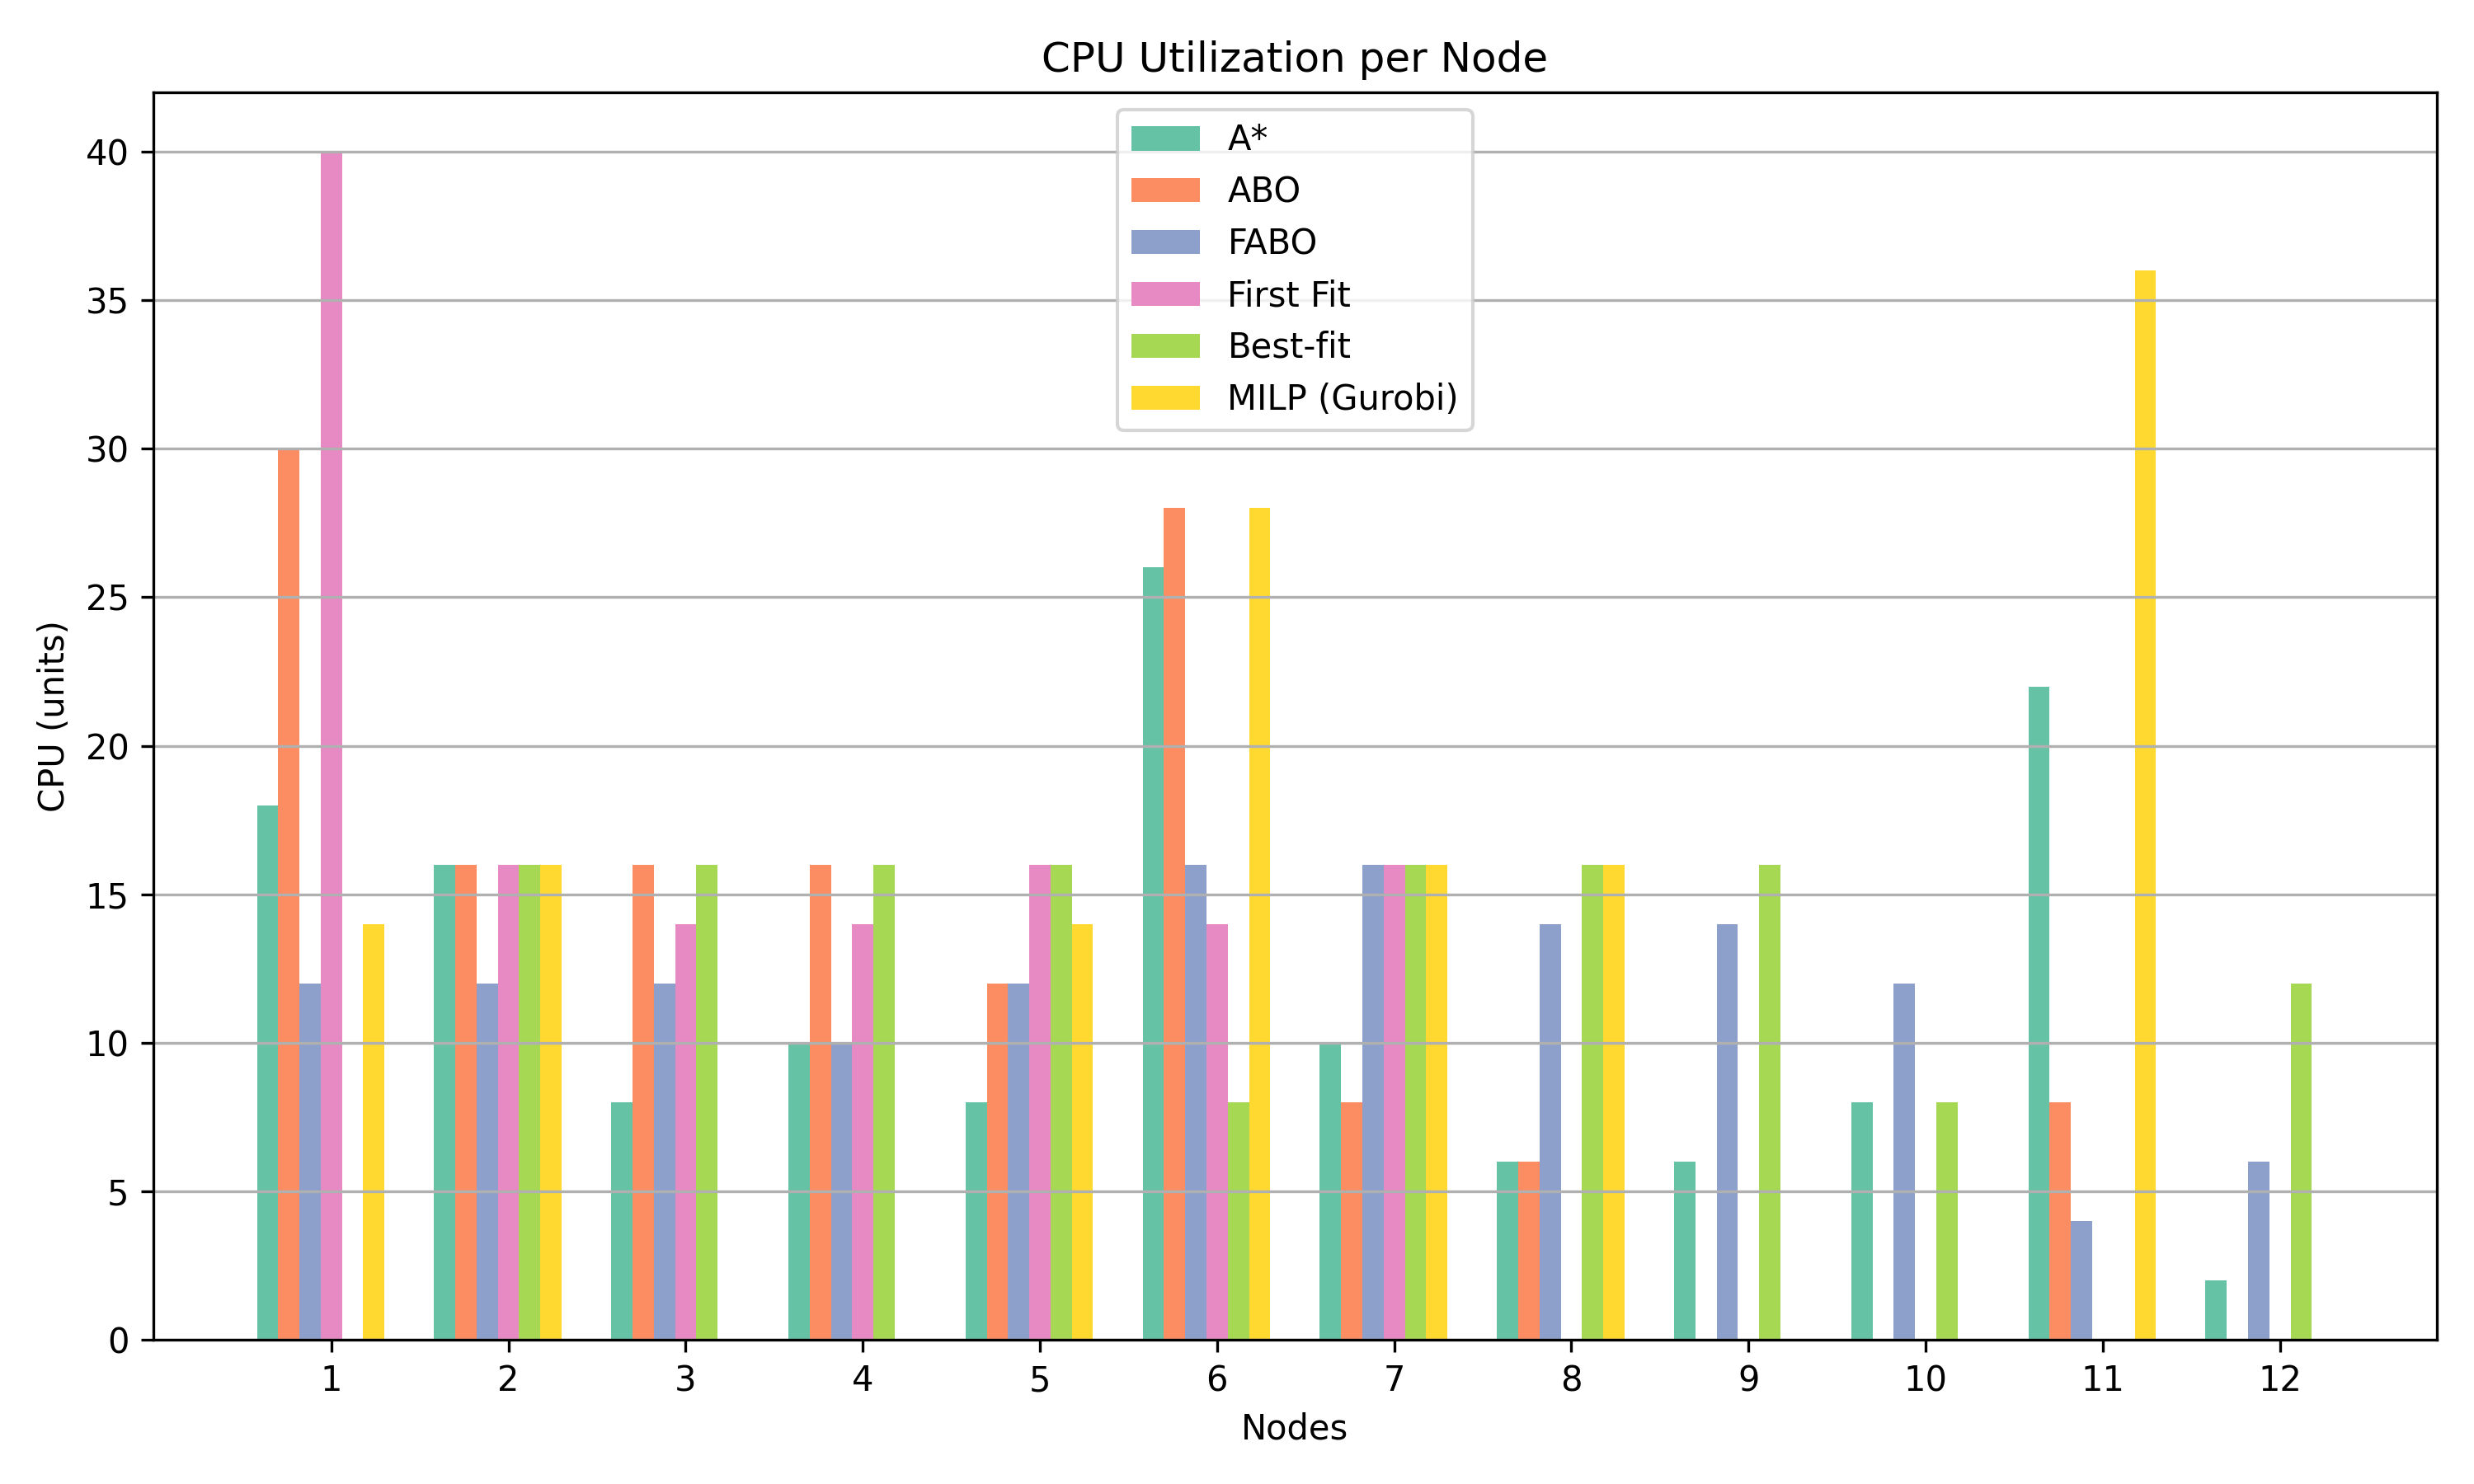 CPU Utilization per Node
A*
ABO
FABO
First Fit
Best-fit
MILP (Gurobi)
CPU (units)
40
35
30
25
20
15
10
5
0
1 2 3 4 5 6 7 8 9 10 11 12
Nodes